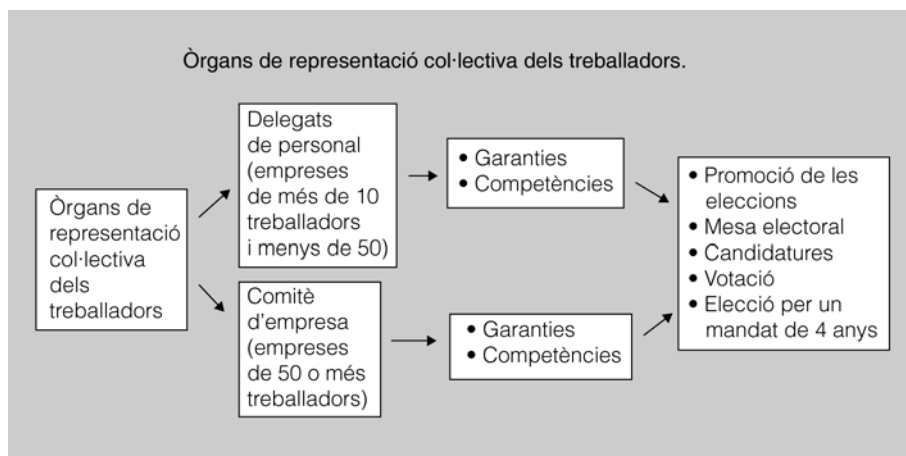 Òrgans de representació col·lectiva dels treballadors.
Òrgans de
representació
col·lectiva
dels
treballadors
Delegats
de personal
(empreses
de més de 10
treballadors
i menys de 50)
Comitè
d'empresa
(empreses
de 50 o més
treballadors)
• Garanties
• Competències
• Garanties
• Competències
• Promoció de les
eleccions
• Mesa electoral
• Candidatures
• Votació
• Elecció per un
mandat de 4 anys